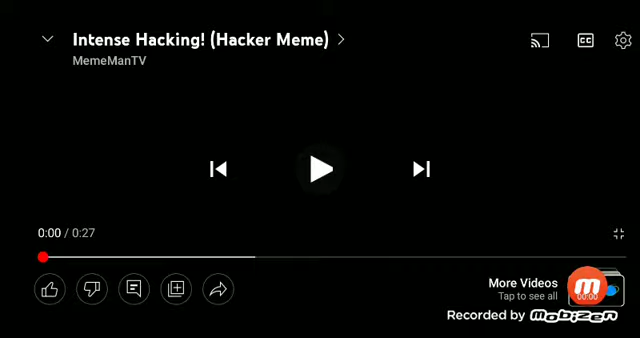 Intense Hacking! (Hacker Meme)
MemeManTV
CC
0:00 / 0:27
More Videos
Tap to see all
00:00
Recorded by Mobizen